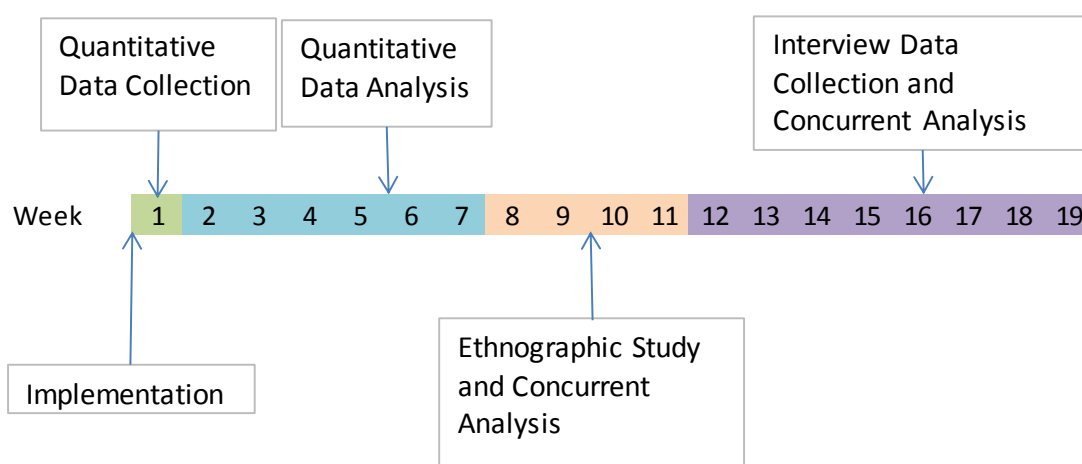 Quantitative
Data Collection
Quantitative
Data Analysis
Interview Data
Collection and
Concurrent Analysis
Week 1 2 3 4 5 6 7 8 9 10 11 12 13 14 15 16 17 18 19
Implementation
Ethnographic Study
and Concurrent
Analysis